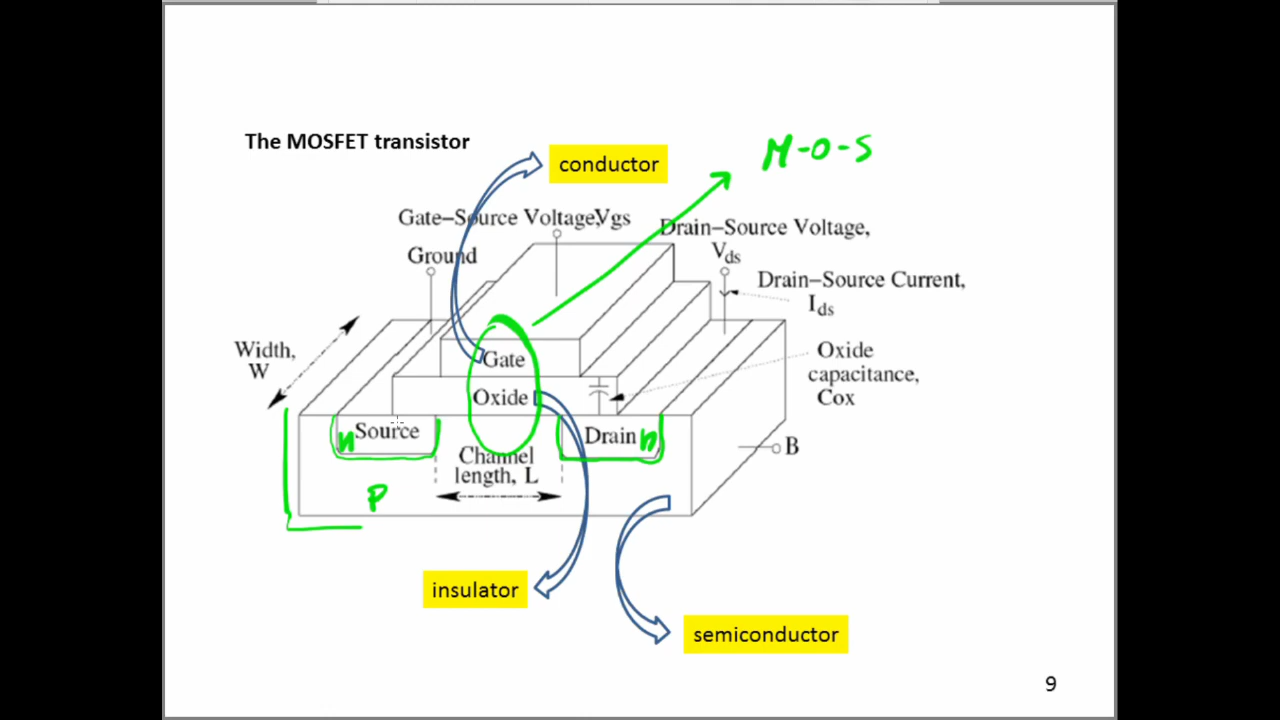 The MOSFET transistor
M-O-S
conductor
Gate–Source Voltage,Vgs
Drain–Source Voltage,
Vds
Ground
Drain–Source Current,
Ids
Width,
W
Gate
Oxide
capacitance,
Cox
Oxide
Source
n
Drain
n
B
Channel
length, L
P
insulator
semiconductor
9